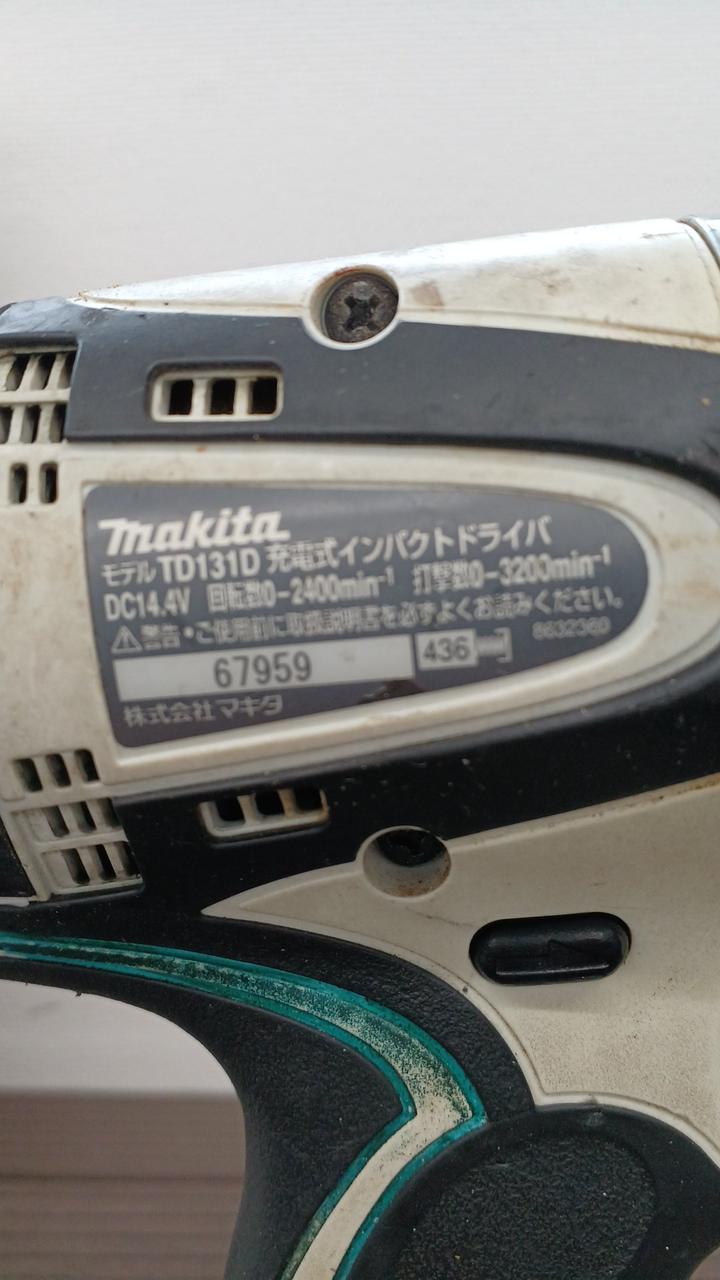 makita
モデル TD131D 充電式インパクトドライバ
DC14.4V 回転数0-2400min-1 打撃数0-3200min-1
⚠警告・ご使用前に取扱説明書を必ずよくお読みください。
67959 436 8632360
株式会社マキタ